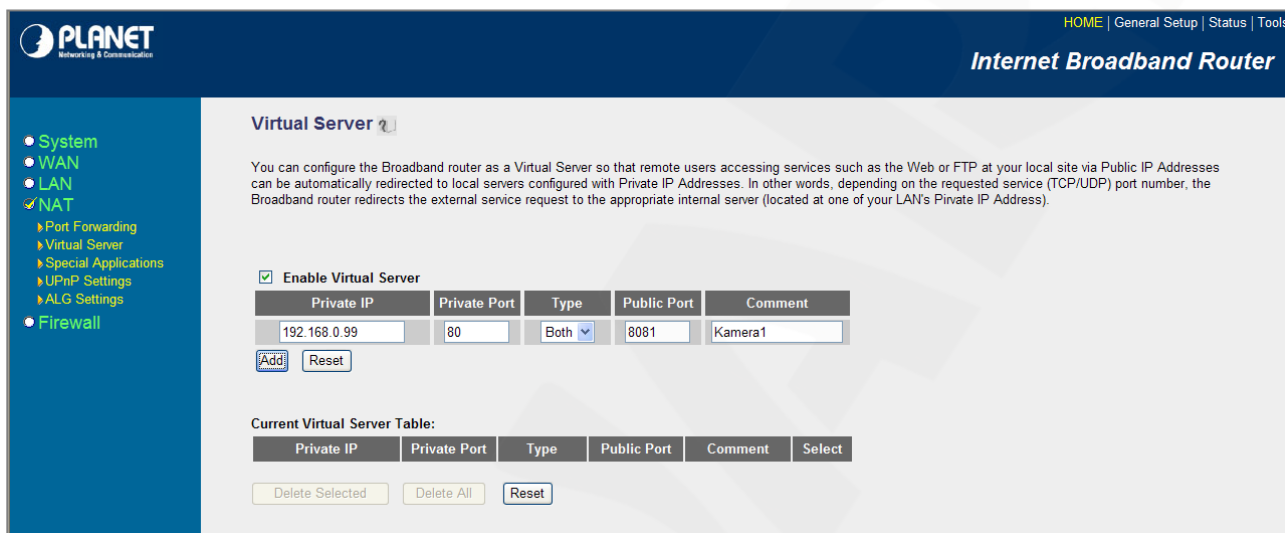 PLANET
Networking & Communication
HOME | General Setup | Status | Tools
Internet Broadband Router
System
WAN
LAN
NAT
Port Forwarding
Virtual Server
Special Applications
UPnP Settings
ALG Settings
Firewall
Virtual Server
You can configure the Broadband router as a Virtual Server so that remote users accessing services such as the Web or FTP at your local site via Public IP Addresses
can be automatically redirected to local servers configured with Private IP Addresses. In other words, depending on the requested service (TCP/UDP) port number, the
Broadband router redirects the external service request to the appropriate internal server (located at one of your LAN's Pivate IP Address).
Enable Virtual Server
Private IP Private Port Type Public Port Comment
192.168.0.99 80 Both 8081 Kamera1
Add Reset
Current Virtual Server Table:
Private IP Private Port Type Public Port Comment Select
Delete Selected Delete All Reset